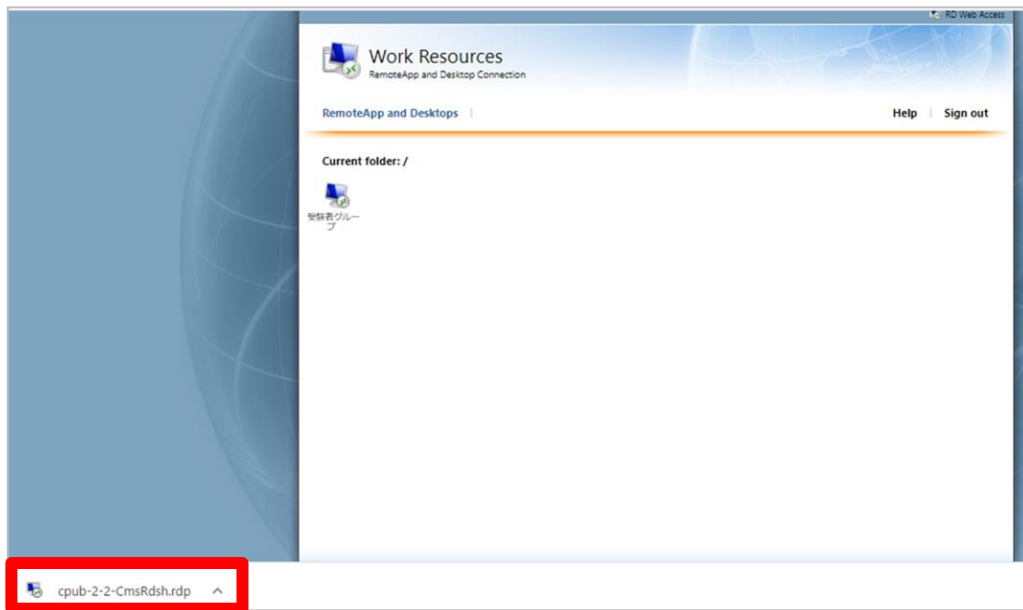 RD Web Access
Work Resources
RemoteApp and Desktop Connection
RemoteApp and Desktops
Help
Sign out
Current folder: /
受験者グルー
プ
cpub-2-2-CmsRdsh.rdp